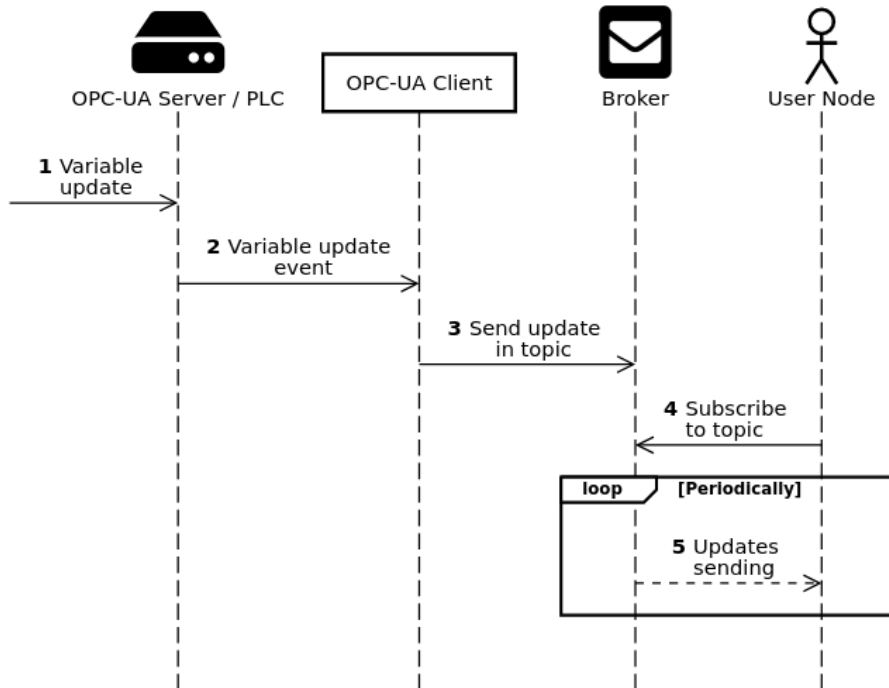 OPC-UA Server / PLC
OPC-UA Client
Broker
User Node
1 Variable
update
2 Variable update
event
3 Send update
in topic
4 Subscribe
to topic
loop [Periodically]
5 Updates
sending